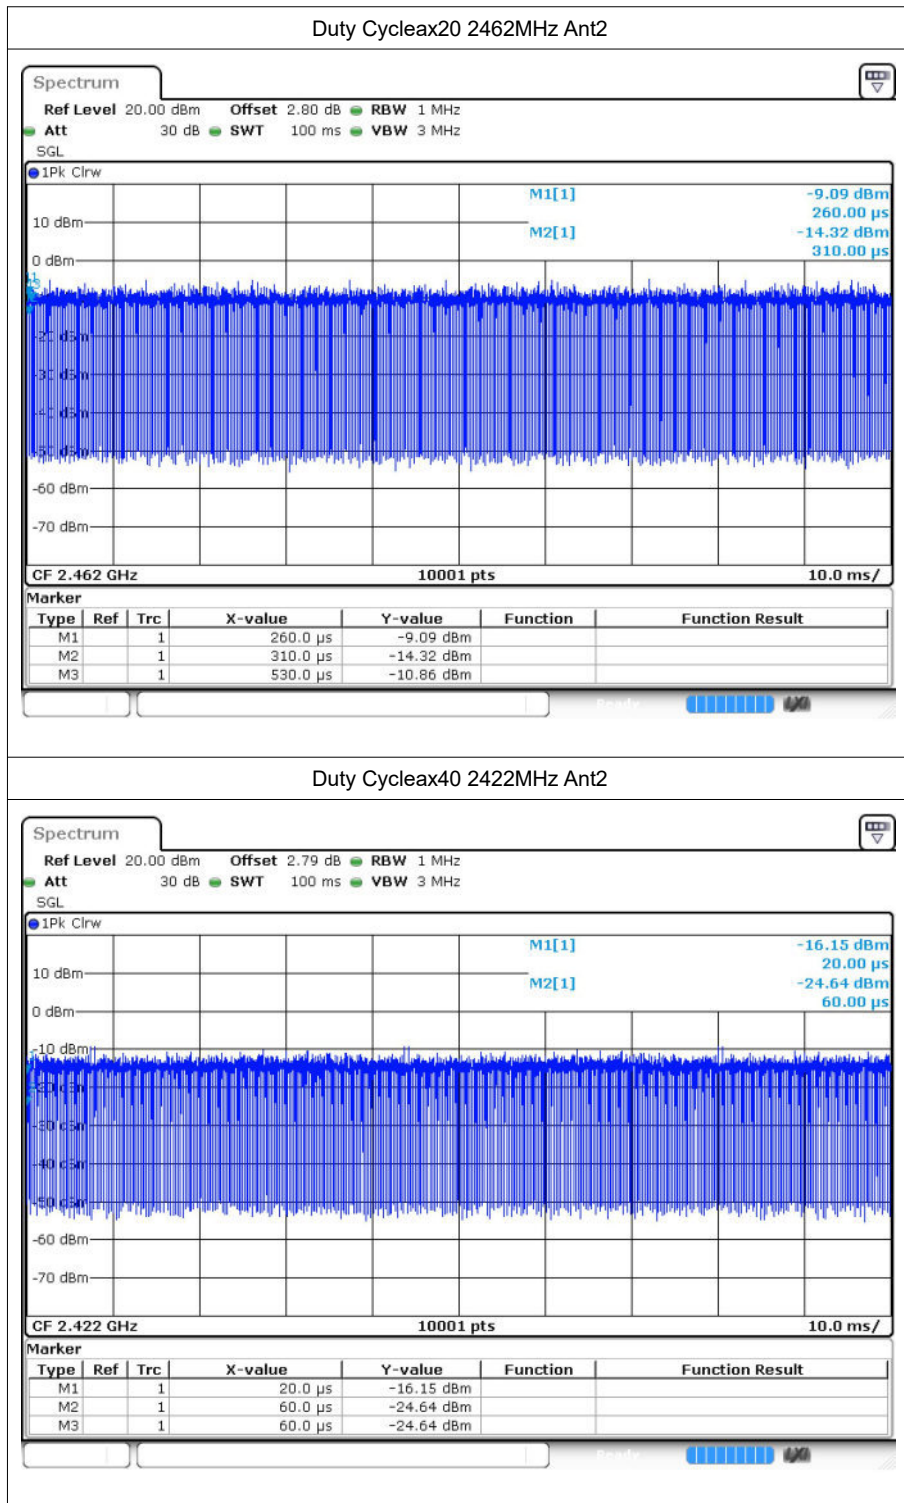 Duty Cycleax20 2462MHz Ant2
Spectrum
Ref Level 20.00 dBm Offset 2.80 dB RBW 1 MHz
Att 30 dB SWT 100 ms VBW 3 MHz
SGL
1Pk Clrw
M1[1] -9.09 dBm
260.00 µs
10 dBm
M2[1] -14.32 dBm
310.00 µs
0 dBm
-60 dBm
-70 dBm
CF 2.462 GHz 10001 pts 10.0 ms/
Marker
Type Ref Trc X-value Y-value Function Function Result
M1 1 260.0 µs -9.09 dBm
M2 1 310.0 µs -14.32 dBm
M3 1 530.0 µs -10.86 dBm
Ready
Duty Cycleax40 2422MHz Ant2
Spectrum
Ref Level 20.00 dBm Offset 2.79 dB RBW 1 MHz
Att 30 dB SWT 100 ms VBW 3 MHz
SGL
1Pk Clrw
M1[1] -16.15 dBm
20.00 µs
10 dBm
M2[1] -24.64 dBm
60.00 µs
0 dBm
-10 dBm
-60 dBm
-70 dBm
CF 2.422 GHz 10001 pts 10.0 ms/
Marker
Type Ref Trc X-value Y-value Function Function Result
M1 1 20.0 µs -16.15 dBm
M2 1 60.0 µs -24.64 dBm
M3 1 60.0 µs -24.64 dBm
Ready